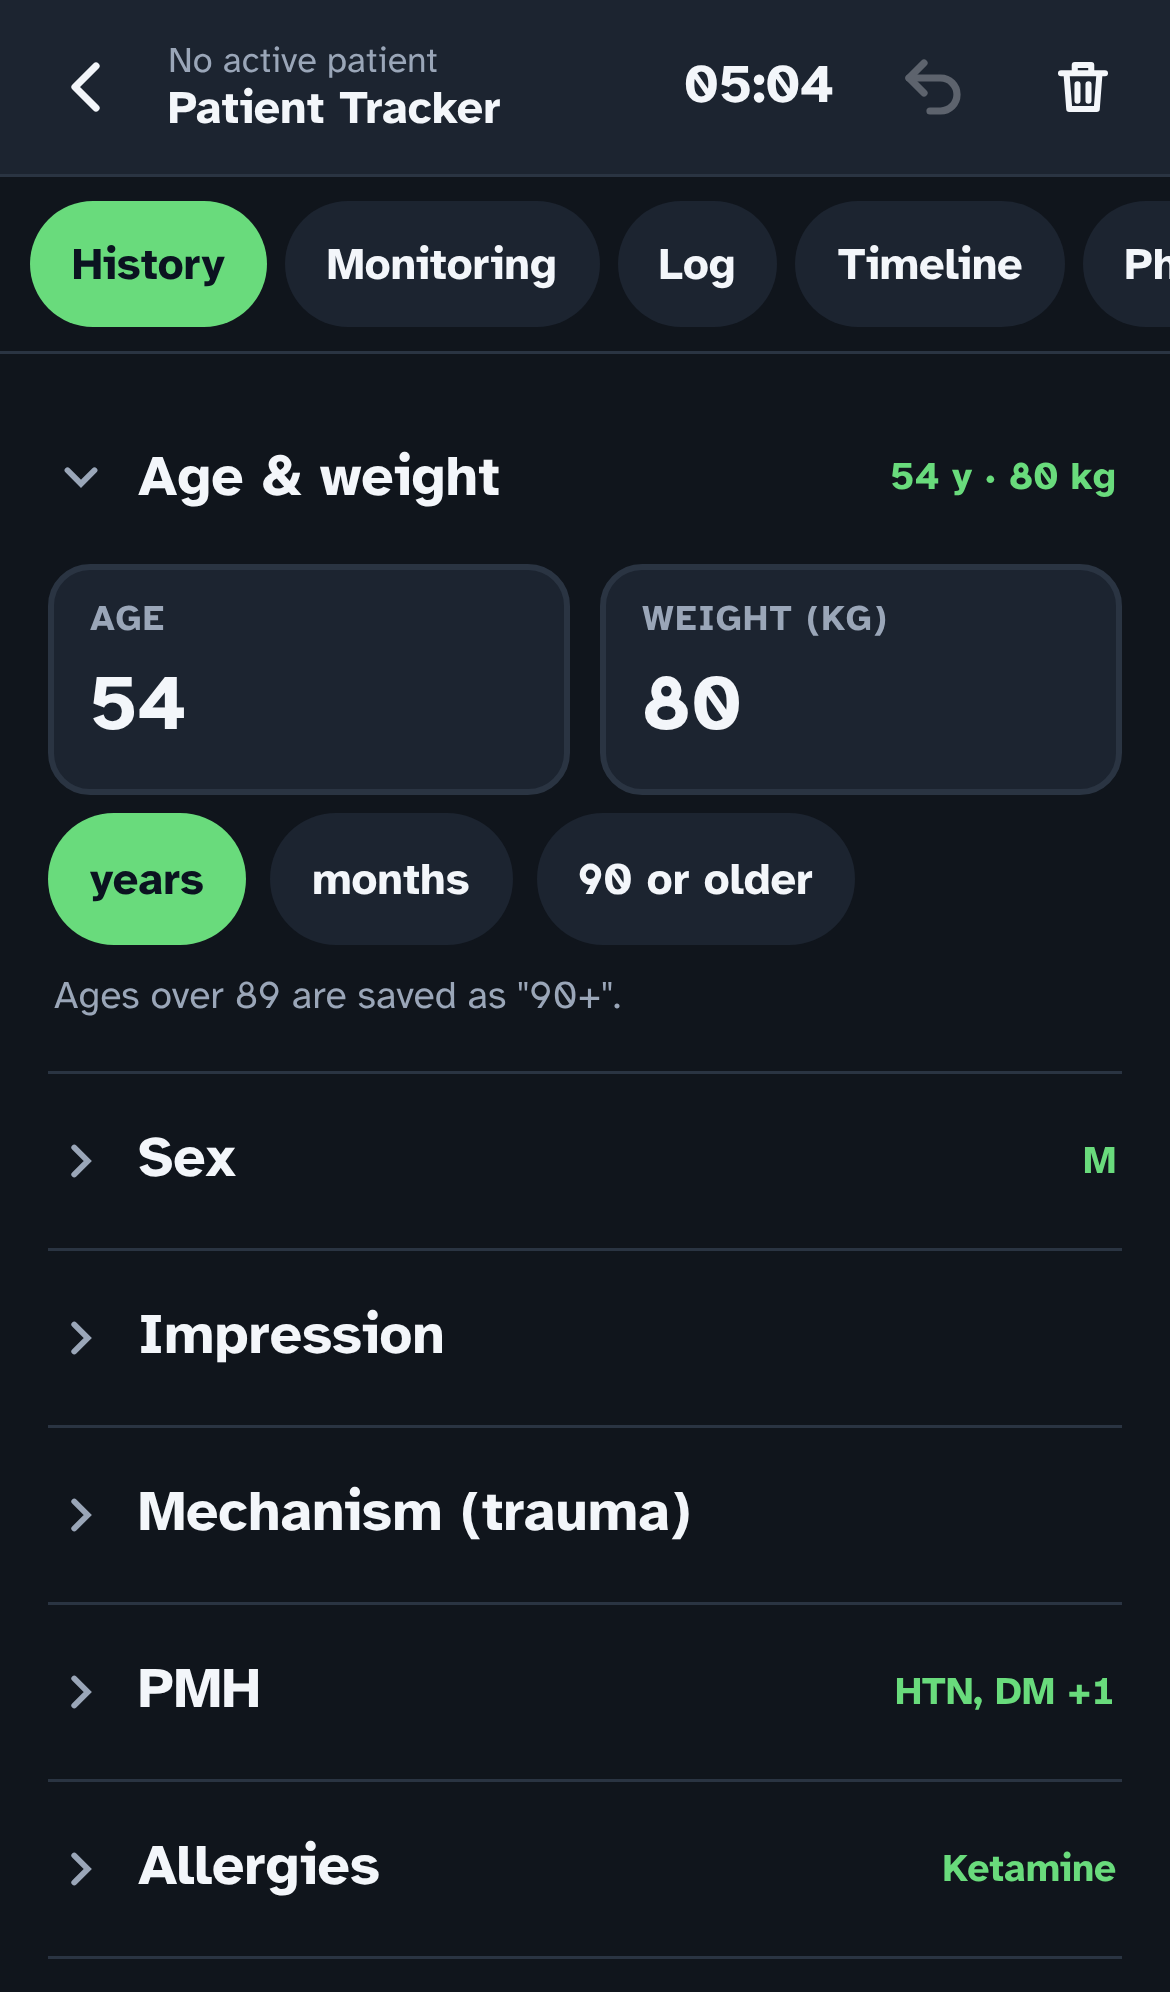 No active patient
Patient Tracker
05:04
History
Monitoring
Log
Timeline
Ph
Age & weight
54 y · 80 kg
AGE
54
WEIGHT (KG)
80
years
months
90 or older
Ages over 89 are saved as "90+".
Sex
M
Impression
Mechanism (trauma)
PMH
HTN, DM +1
Allergies
Ketamine